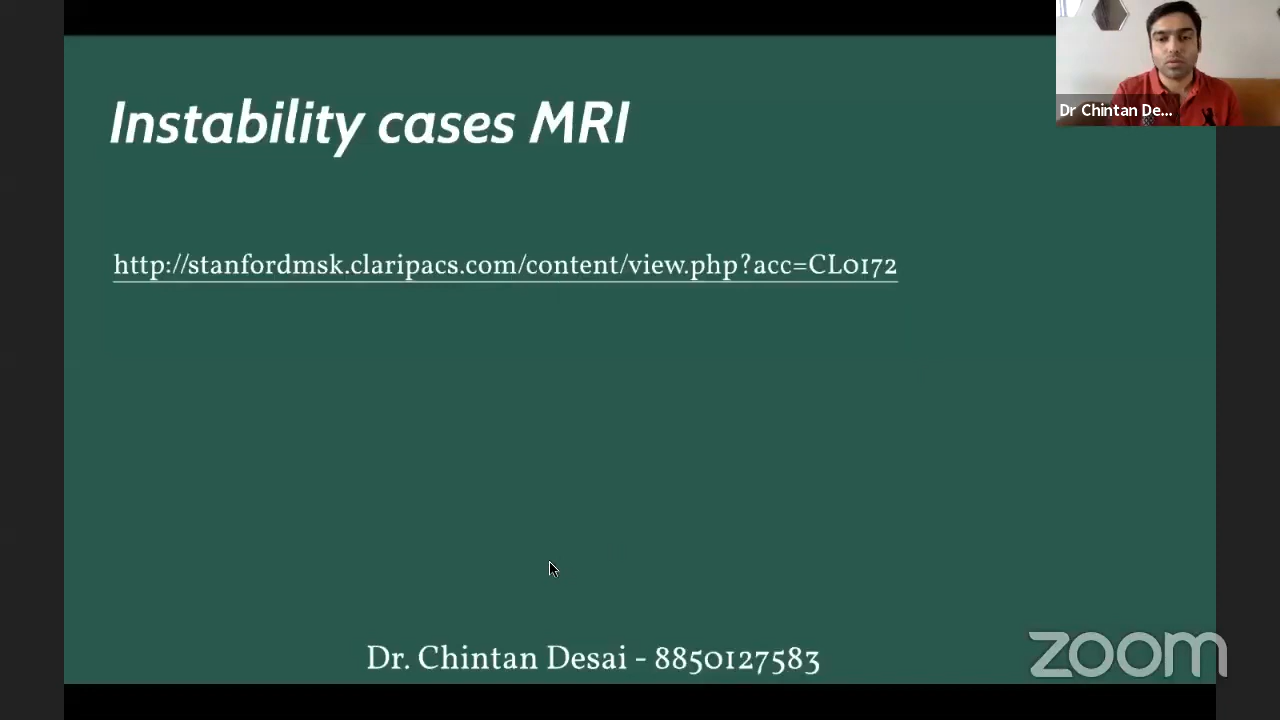 Instability cases MRI
Dr Chintan De...
http://stanfordmsk.claripacs.com/content/view.php?acc=CL0172
Dr. Chintan Desai - 8850127583
zoom